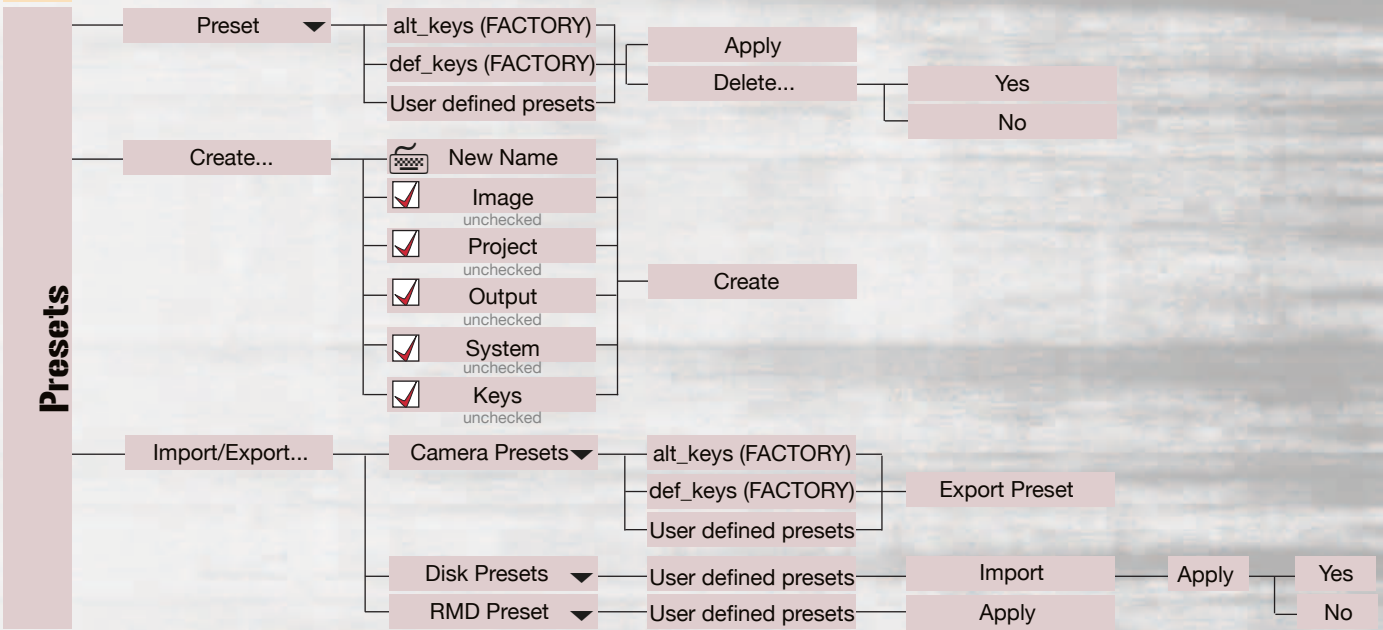 Presets
Preset
alt_keys (FACTORY)
def_keys (FACTORY)
User defined presets
Apply
Delete...
Yes
No
Create...
New Name
Image
unchecked
Project
unchecked
Output
unchecked
System
unchecked
Keys
unchecked
Create
Import/Export...
Camera Presets
alt_keys (FACTORY)
def_keys (FACTORY)
User defined presets
Export Preset
Disk Presets
User defined presets
Import
Apply
Yes
No
RMD Preset
User defined presets
Apply